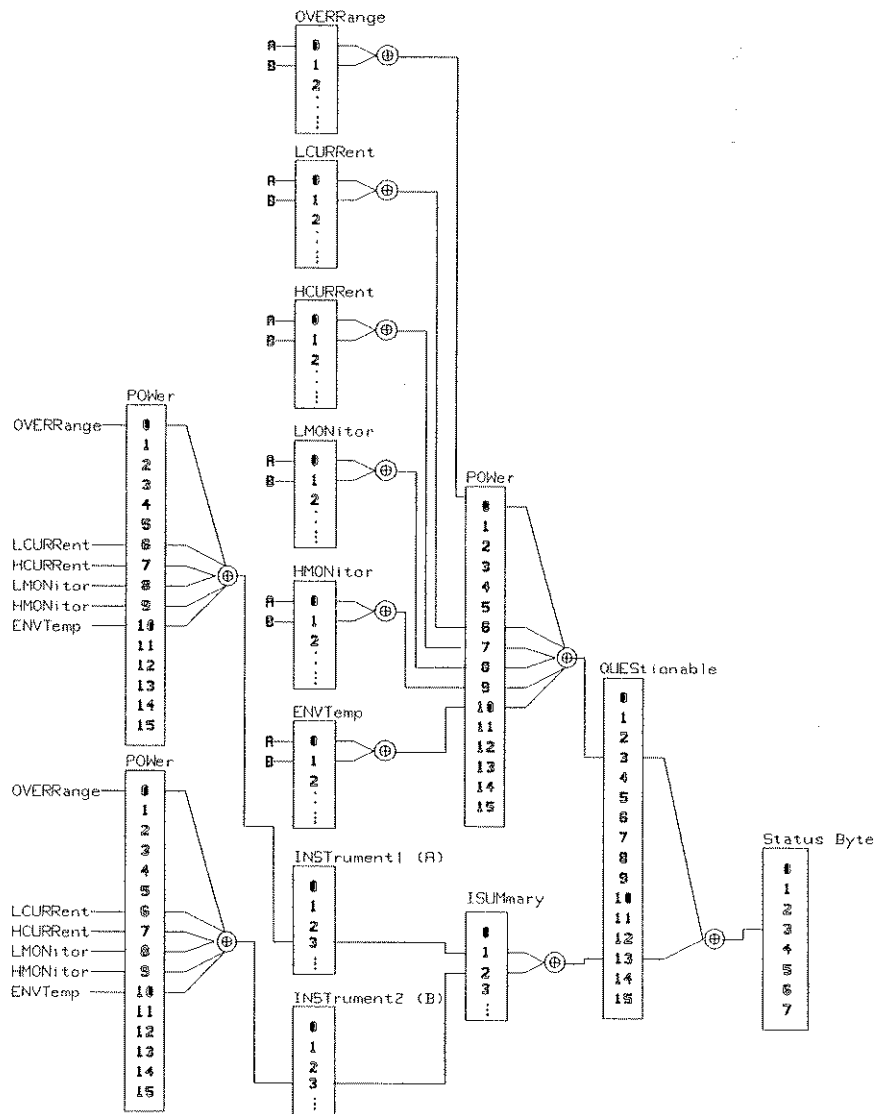 OVERRange
A
B
0
1
2
LCURRent
A
B
0
1
2
HCURRent
A
B
0
1
2
LMONitor
A
B
0
1
2
HMONitor
A
B
0
1
2
ENVTemp
A
B
0
1
2
POWer
OVERRange
LCURRent
HCURRent
LMONitor
HMONitor
ENVTemp
0
1
2
3
4
5
6
7
8
9
10
11
12
13
14
15
POWer
OVERRange
LCURRent
HCURRent
LMONitor
HMONitor
ENVTemp
0
1
2
3
4
5
6
7
8
9
10
11
12
13
14
15
INSTrument1 (A)
0
1
2
3
INSTrument2 (B)
0
1
2
3
POWer
0
1
2
3
4
5
6
7
8
9
10
11
12
13
14
15
ISUMmary
0
1
2
3
QUEStionable
0
1
2
3
4
5
6
7
8
9
10
11
12
13
14
15
Status Byte
0
1
2
3
4
5
6
7